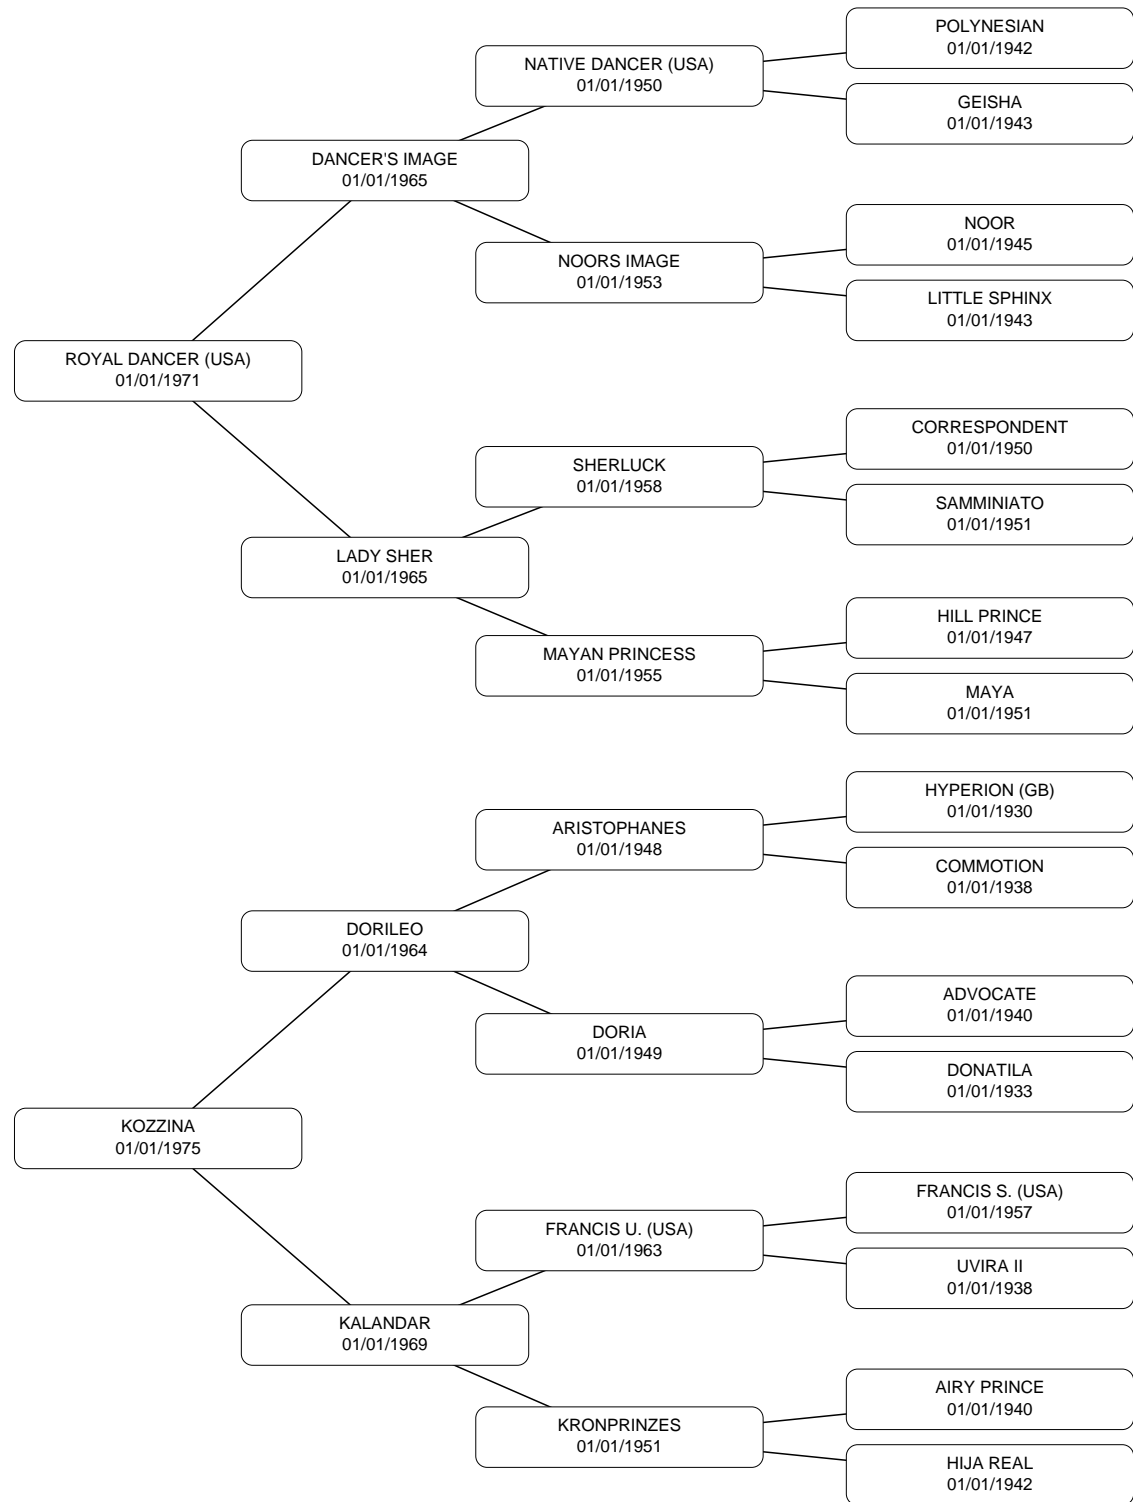 POLYNESIAN
01/01/1942
NATIVE DANCER (USA)
01/01/1950
GEISHA
01/01/1943
DANCER'S IMAGE
01/01/1965
NOOR
01/01/1945
NOORS IMAGE
01/01/1953
LITTLE SPHINX
01/01/1943
ROYAL DANCER (USA)
01/01/1971
CORRESPONDENT
01/01/1950
SHERLUCK
01/01/1958
SAMMINIATO
01/01/1951
LADY SHER
01/01/1965
HILL PRINCE
01/01/1947
MAYAN PRINCESS
01/01/1955
MAYA
01/01/1951
HYPERION (GB)
01/01/1930
ARISTOPHANES
01/01/1948
COMMOTION
01/01/1938
DORILEO
01/01/1964
ADVOCATE
01/01/1940
DORIA
01/01/1949
DONATILA
01/01/1933
KOZZINA
01/01/1975
FRANCIS S. (USA)
01/01/1957
FRANCIS U. (USA)
01/01/1963
UVIRA II
01/01/1938
KALANDAR
01/01/1969
AIRY PRINCE
01/01/1940
KRONPRINZES
01/01/1951
HIJA REAL
01/01/1942